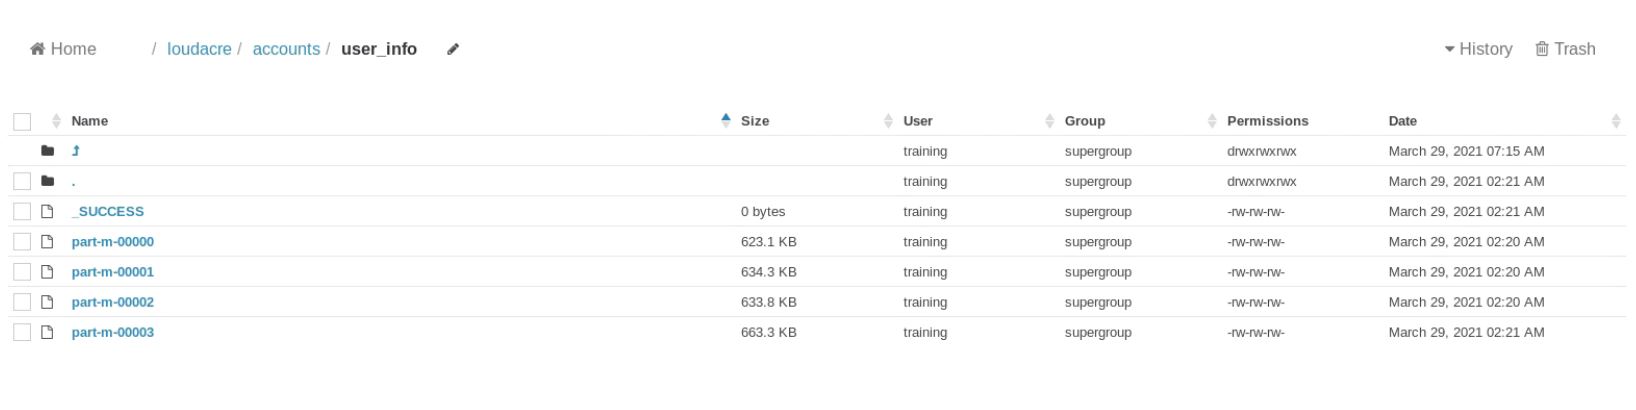 Home / loudacre / accounts / user_info History Trash
Name Size User Group Permissions Date
training supergroup drwxrwxrwx March 29, 2021 07:15 AM
. training supergroup drwxrwxrwx March 29, 2021 02:21 AM
_SUCCESS 0 bytes training supergroup -rw-rw-rw- March 29, 2021 02:21 AM
part-m-00000 623.1 KB training supergroup -rw-rw-rw- March 29, 2021 02:20 AM
part-m-00001 634.3 KB training supergroup -rw-rw-rw- March 29, 2021 02:20 AM
part-m-00002 633.8 KB training supergroup -rw-rw-rw- March 29, 2021 02:20 AM
part-m-00003 663.3 KB training supergroup -rw-rw-rw- March 29, 2021 02:21 AM